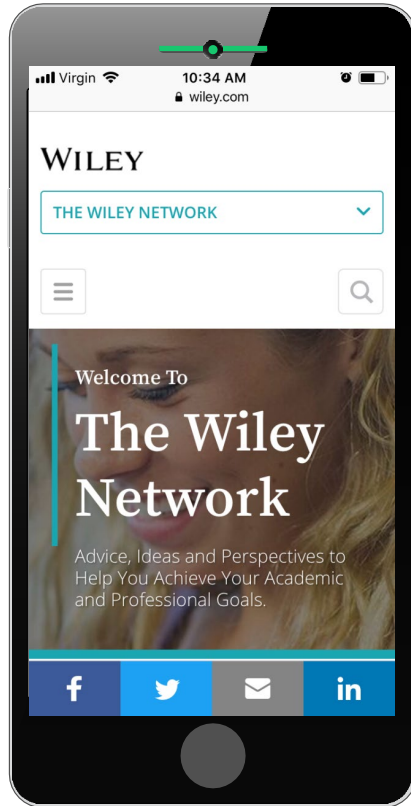 Virgin 10:34 AM
wiley.com
WILEY
THE WILEY NETWORK
Welcome To
The Wiley
Network
Advice, Ideas and Perspectives to
Help You Achieve Your Academic
and Professional Goals.
f in